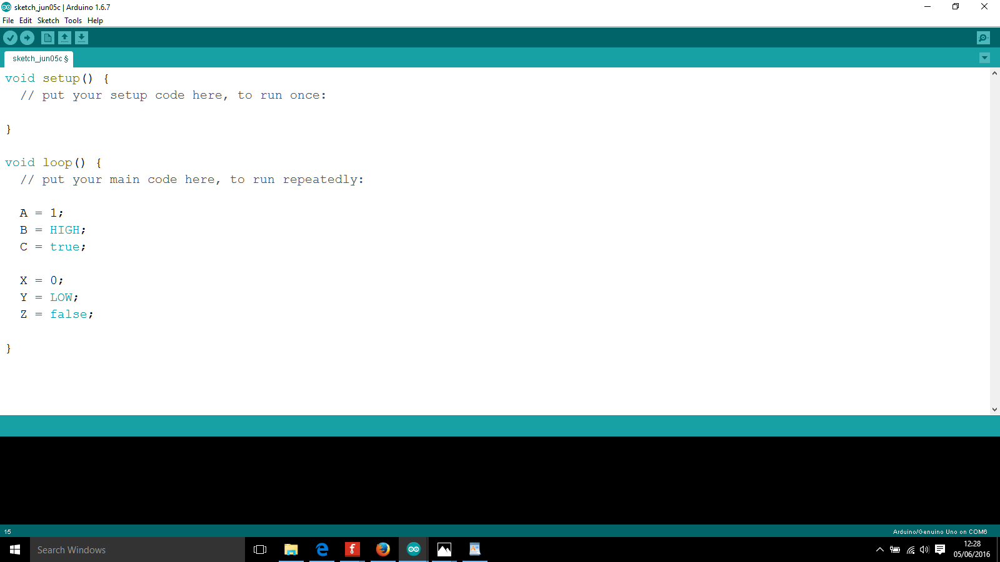 sketch_jun05c | Arduino 1.6.7
File Edit Sketch Tools Help
sketch_jun05c §
void setup() {
// put your setup code here, to run once:
}
void loop() {
// put your main code here, to run repeatedly:
A = 1;
B = HIGH;
C = true;
X = 0;
Y = LOW;
Z = false;
}
15
Arduino/Genuino Uno on COM6
Search Windows
12:28
05/06/2016